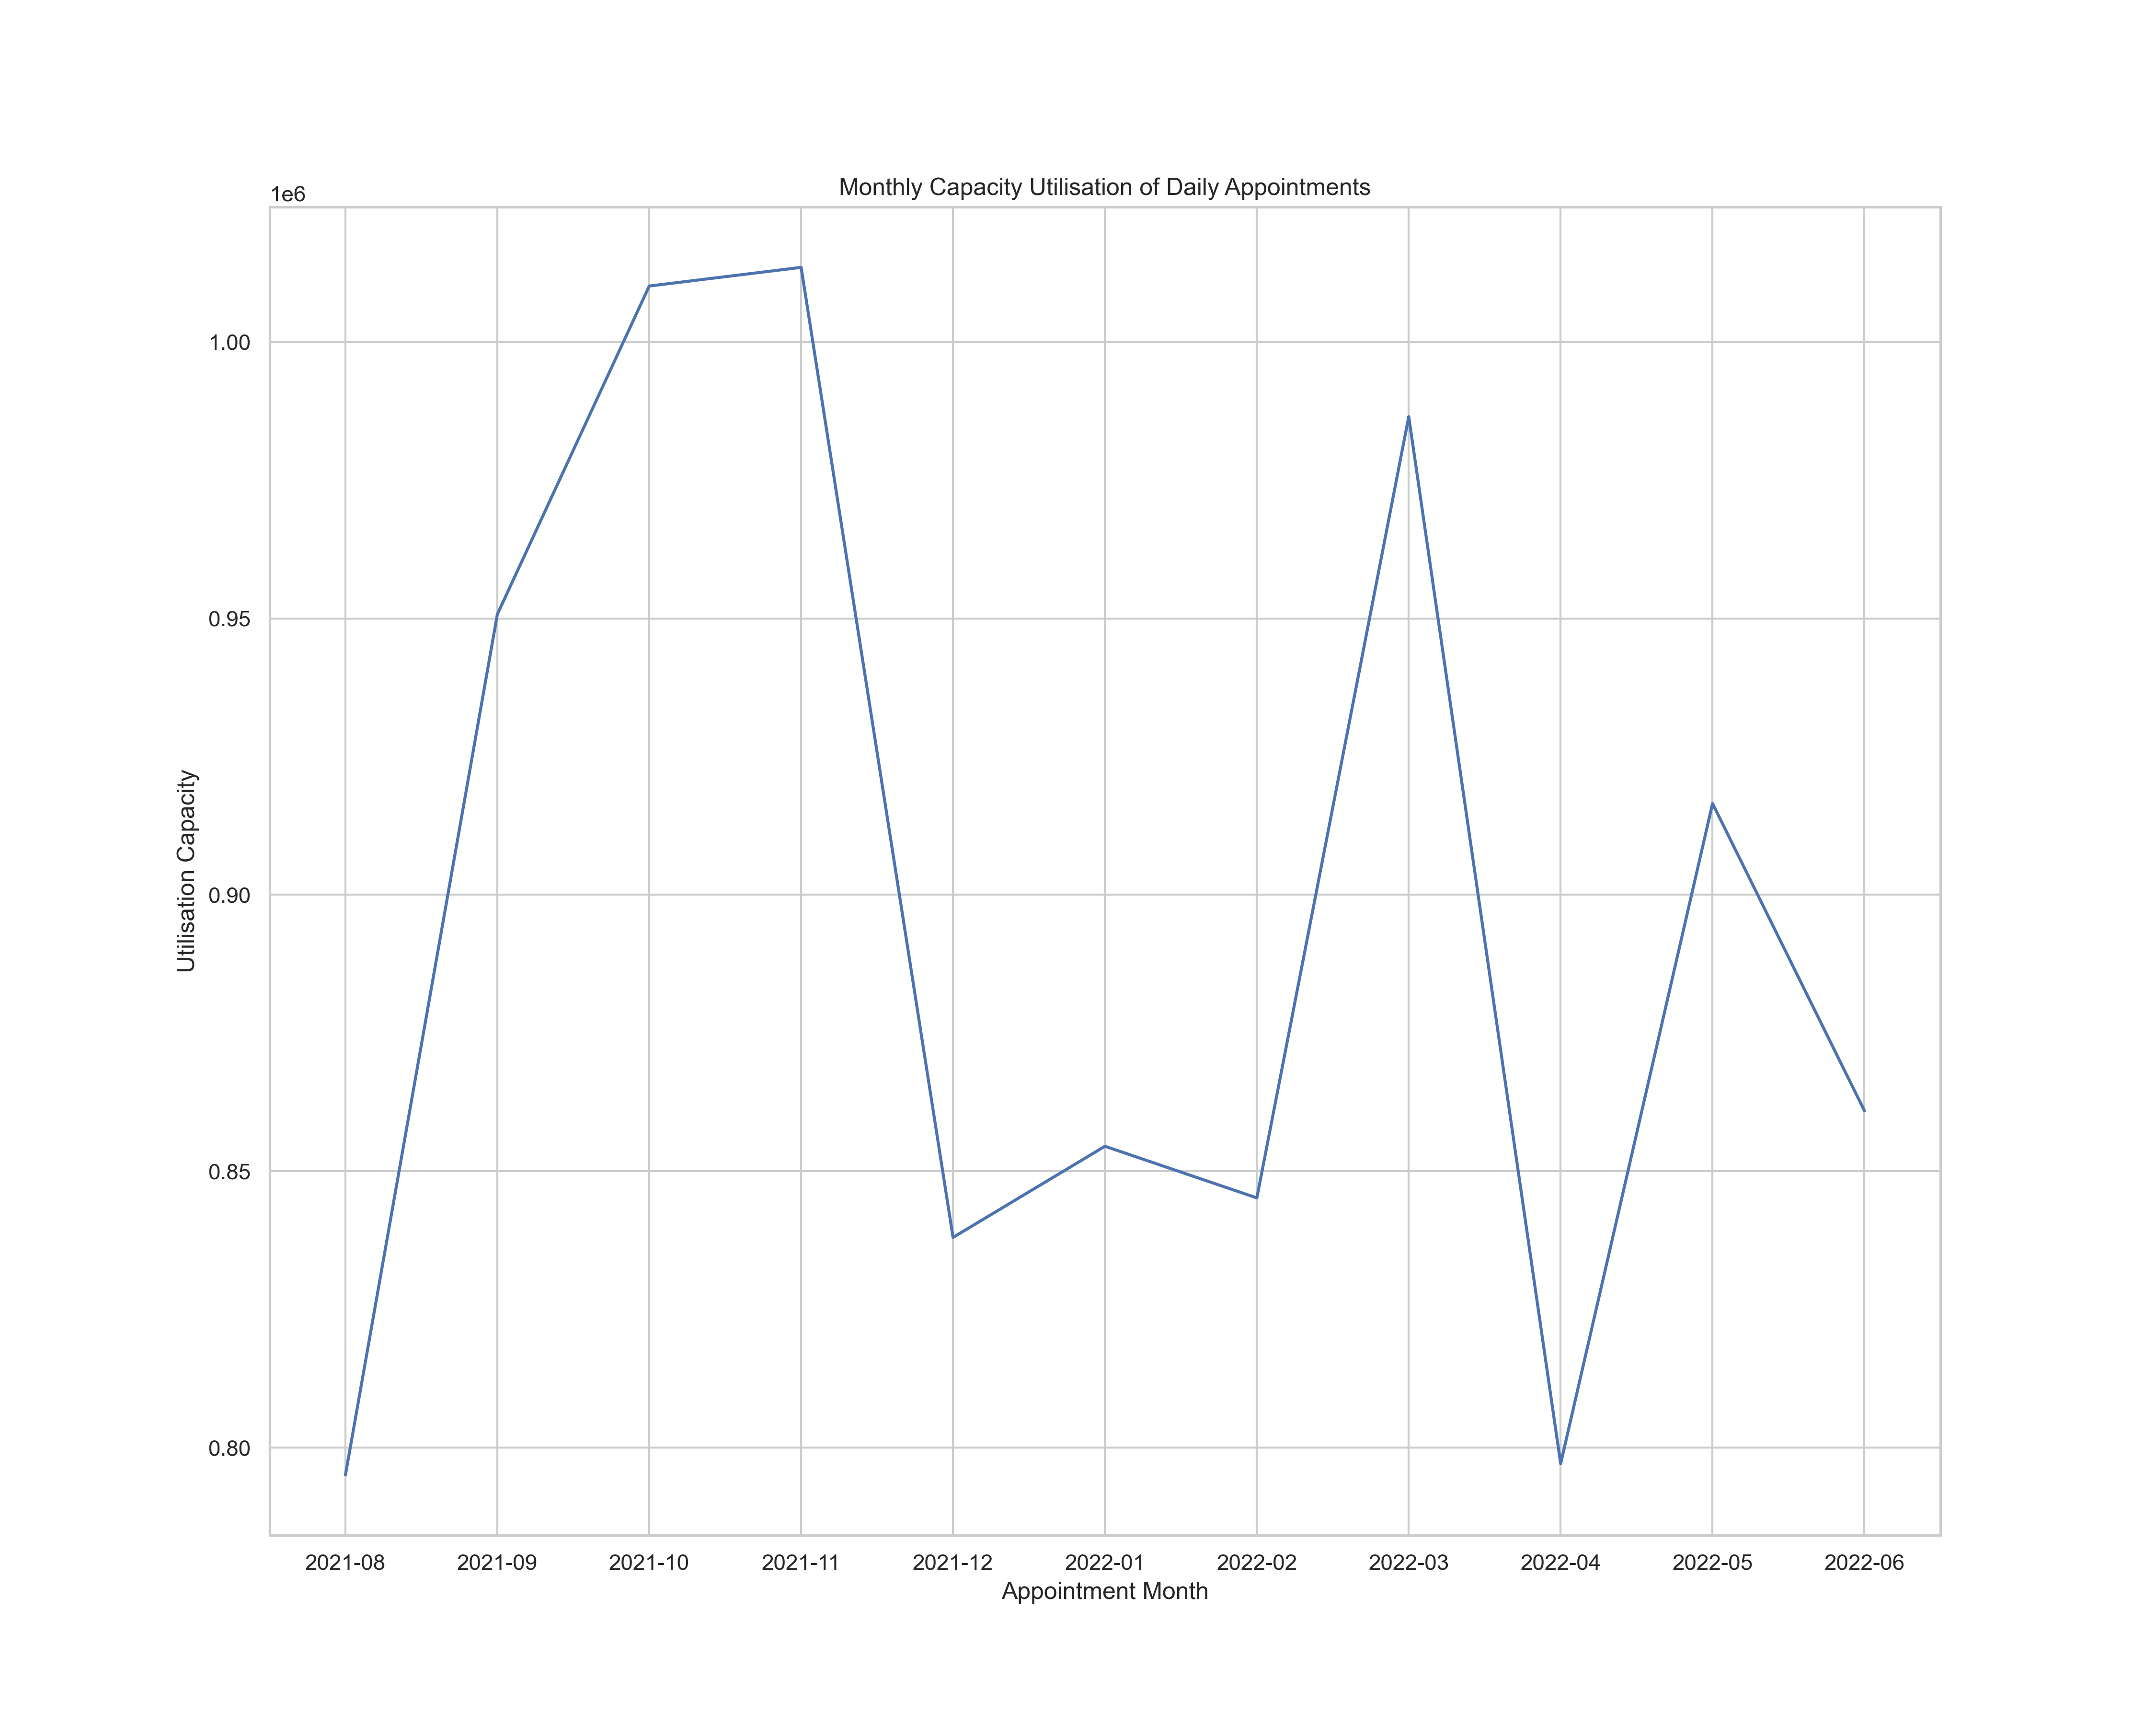 Monthly Capacity Utilisation of Daily Appointments
1e6
1.00
0.95
0.90
0.85
0.80
Utilisation Capacity
2021-08 2021-09 2021-10 2021-11 2021-12 2022-01 2022-02 2022-03 2022-04 2022-05 2022-06
Appointment Month